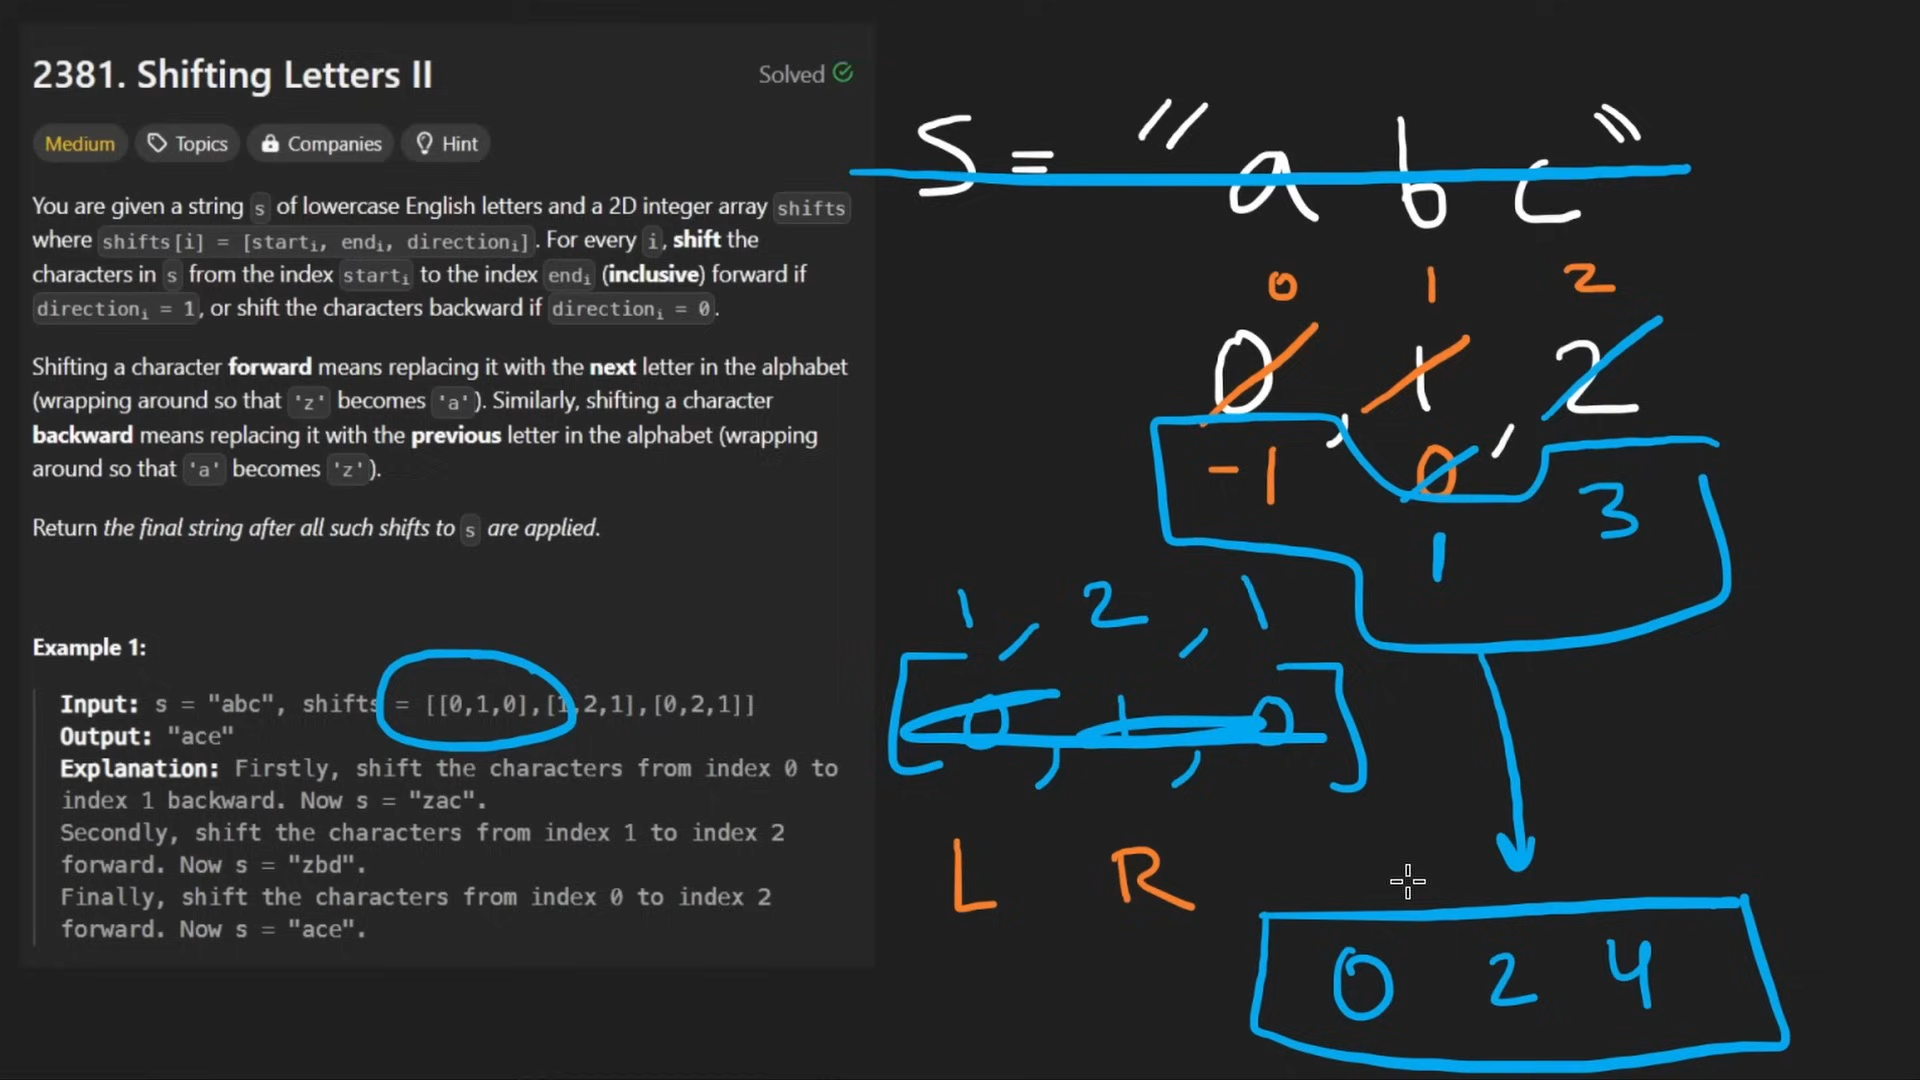 2381. Shifting Letters II
Solved
Medium
Topics
Companies
Hint
You are given a string s of lowercase English letters and a 2D integer array shifts
where shifts[i] = [startᵢ, endᵢ, directionᵢ]. For every i, shift the
characters in s from the index startᵢ to the index endᵢ (inclusive) forward if
directionᵢ = 1, or shift the characters backward if directionᵢ = 0.
Shifting a character forward means replacing it with the next letter in the alphabet
(wrapping around so that 'z' becomes 'a'). Similarly, shifting a character
backward means replacing it with the previous letter in the alphabet (wrapping
around so that 'a' becomes 'z').
Return the final string after all such shifts to s are applied.
Example 1:
Input: s = "abc", shifts = [[0,1,0],[1,2,1],[0,2,1]]
Output: "ace"
Explanation: Firstly, shift the characters from index 0 to
index 1 backward. Now s = "zac".
Secondly, shift the characters from index 1 to index 2
forward. Now s = "zbd".
Finally, shift the characters from index 0 to index 2
forward. Now s = "ace".
S = "a b c"
0 1 2
0, 1, 2
-1 0 3
1
1, 2, 1
[0, 1, 0]
L R
0 2 4